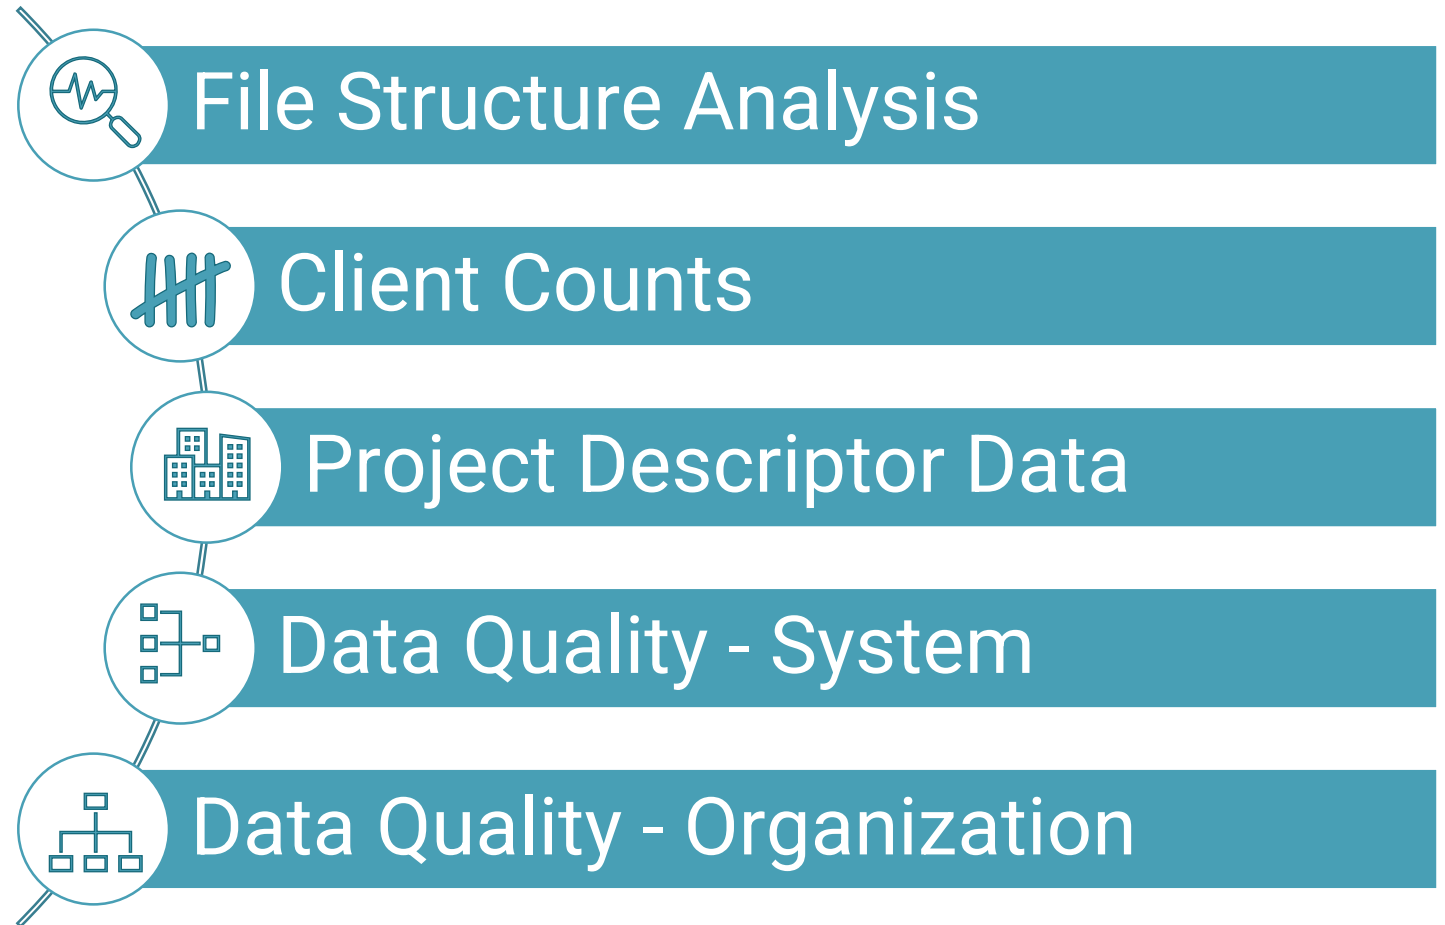 File Structure Analysis
Client Counts
Project Descriptor Data
Data Quality - System
Data Quality - Organization